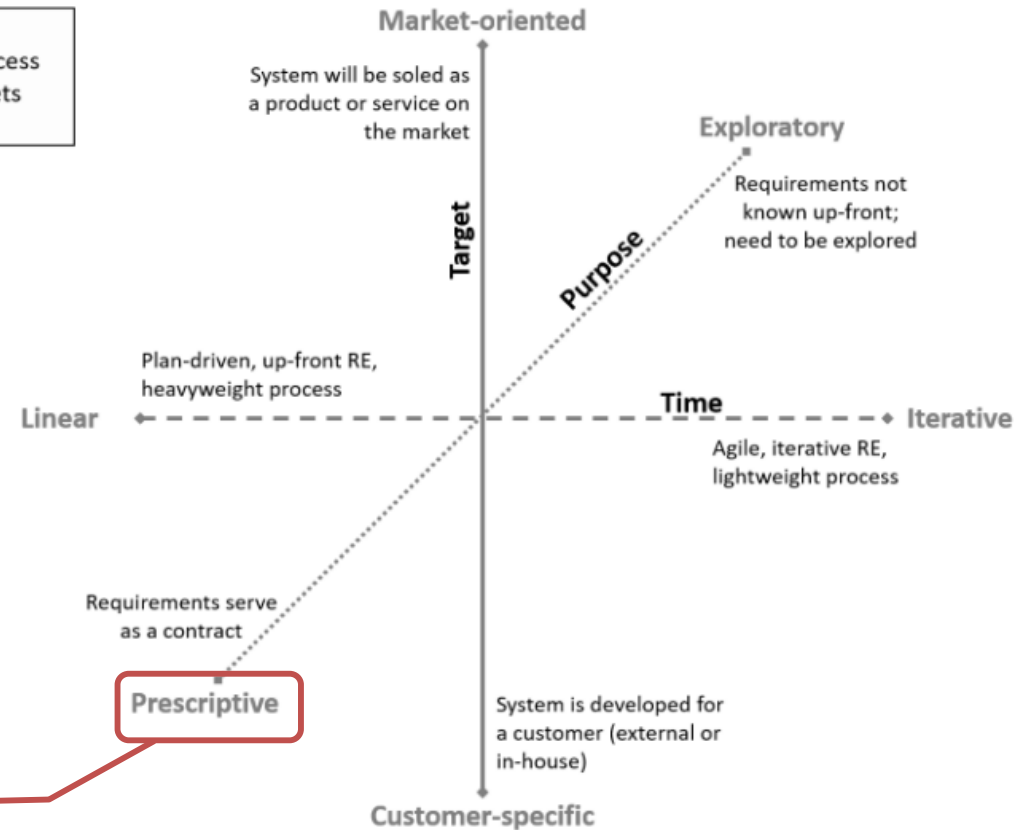 cess
ts
Market-oriented
System will be soled as
a product or service on
the market
Exploratory
Requirements not
known up-front;
need to be explored
Target
Purpose
Plan-driven, up-front RE,
heavyweight process
Linear
Time
Iterative
Agile, iterative RE,
lightweight process
Requirements serve
as a contract
Prescriptive
System is developed for
a customer (external or
in-house)
Customer-specific